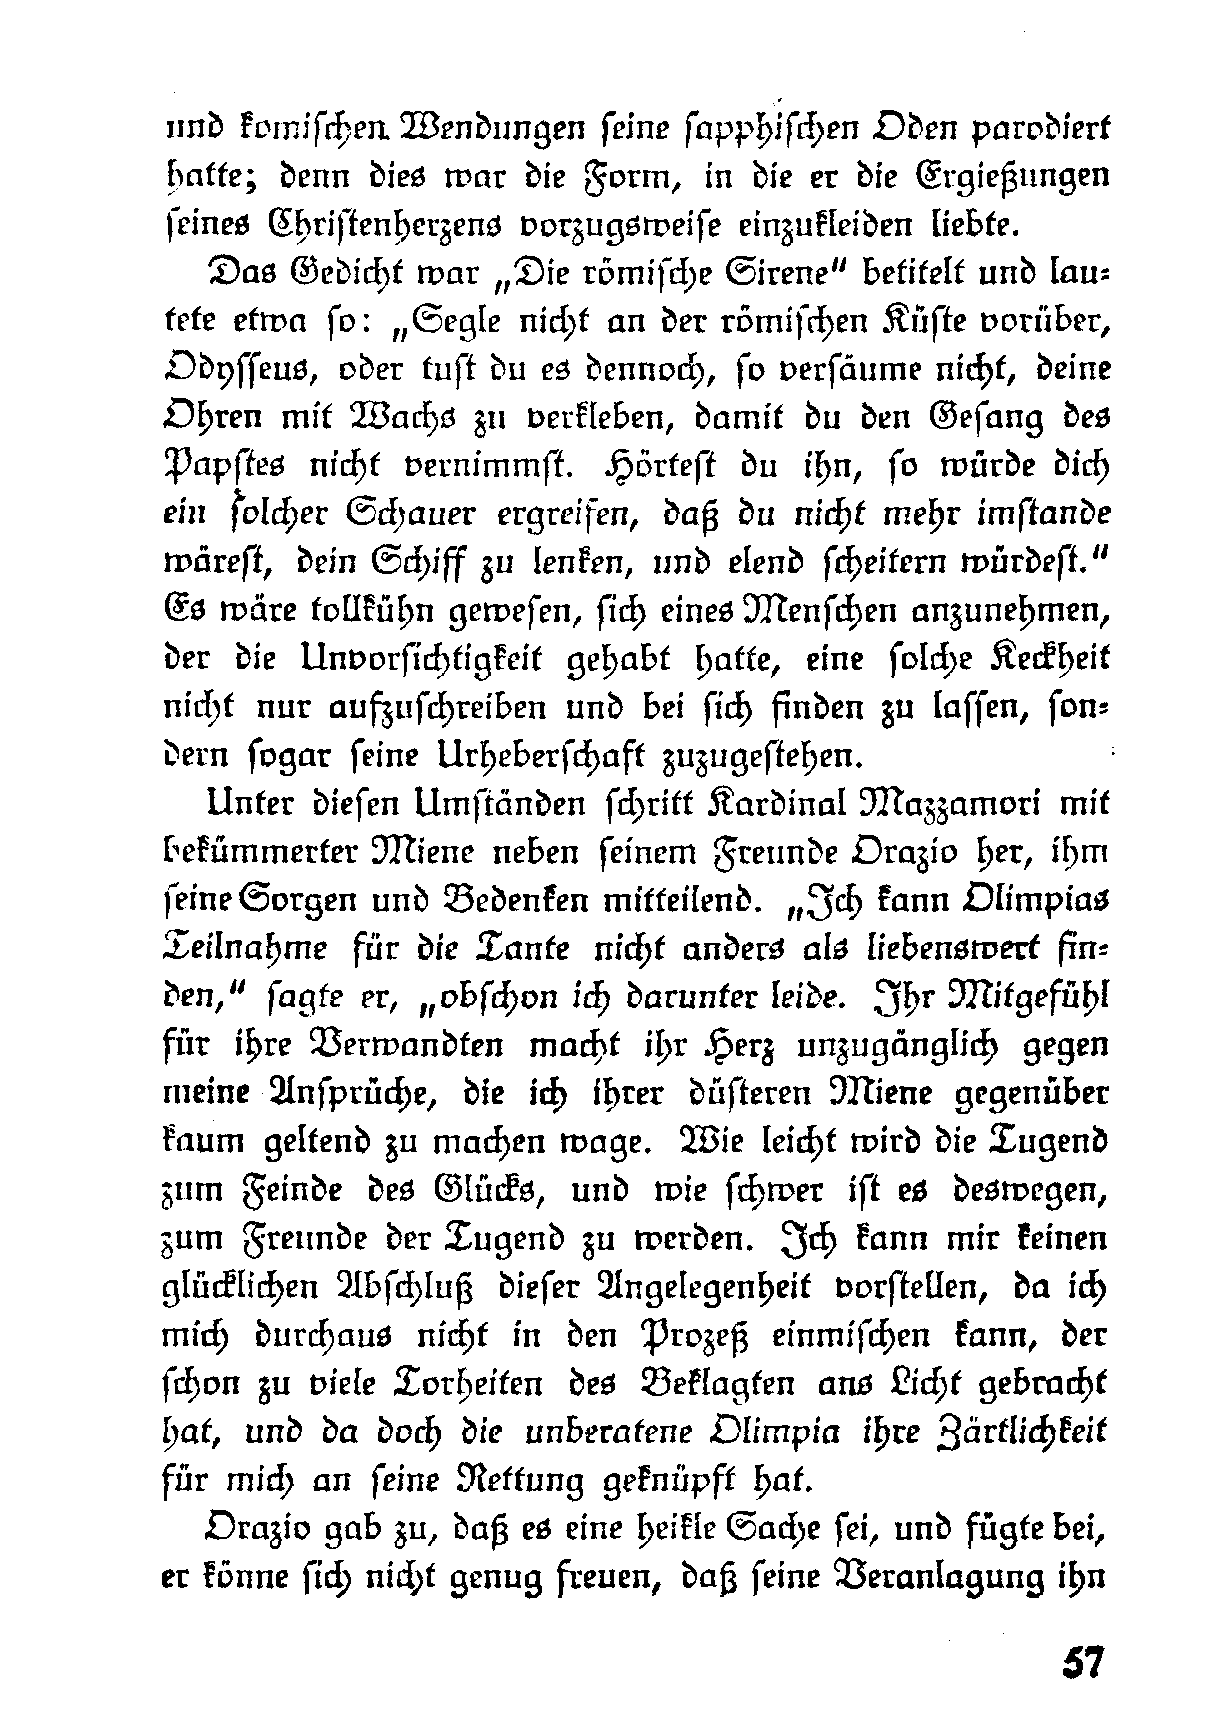 und komischen Wendungen seine sapphischen Oden parodiert
hatte; denn dies war die Form, in die er die Ergießungen
seines Christenherzens vorzugsweise einzukleiden liebte.
Das Gedicht war „Die römische Sirene“ betitelt und lau-
tete etwa so: „Segle nicht an der römischen Küste vorüber,
Odysseus, oder tust du es dennoch, so versäume nicht, deine
Ohren mit Wachs zu verkleben, damit du den Gesang des
Papstes nicht vernimmst. Hörtest du ihn, so würde dich
ein solcher Schauer ergreifen, daß du nicht mehr imstande
wärest, dein Schiff zu lenken, und elend scheitern würdest.“
Es wäre tollkühn gewesen, sich eines Menschen anzunehmen,
der die Unvorsichtigkeit gehabt hatte, eine solche Keckheit
nicht nur aufzuschreiben und bei sich finden zu lassen, son-
dern sogar seine Urheberschaft zuzugestehen.
Unter diesen Umständen schritt Kardinal Mazzamori mit
bekümmerter Miene neben seinem Freunde Orazio her, ihm
seine Sorgen und Bedenken mitteilend. „Ich kann Olimpias
Teilnahme für die Tante nicht anders als liebenswert fin-
den,“ sagte er, „obschon ich darunter leide. Ihr Mitgefühl
für ihre Verwandten macht ihr Herz unzugänglich gegen
meine Ansprüche, die ich ihrer düsteren Miene gegenüber
kaum geltend zu machen wage. Wie leicht wird die Tugend
zum Feinde des Glücks, und wie schwer ist es deswegen,
zum Freunde der Tugend zu werden. Ich kann mir keinen
glücklichen Abschluß dieser Angelegenheit vorstellen, da ich
mich durchaus nicht in den Prozeß einmischen kann, der
schon zu viele Torheiten des Beklagten ans Licht gebracht
hat, und da doch die unberatene Olimpia ihre Zärtlichkeit
für mich an seine Rettung geknüpft hat.
Orazio gab zu, daß es eine heikle Sache sei, und fügte bei,
er könne sich nicht genug freuen, daß seine Veranlagung ihn
57